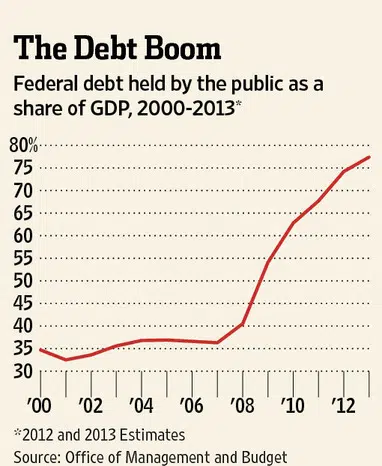 The Debt Boom
Federal debt held by the public as a
share of GDP, 2000-2013*
80%
75
70
65
60
55
50
45
40
35
30
'00 '02 '04 '06 '08 '10 '12
*2012 and 2013 Estimates
Source: Office of Management and Budget